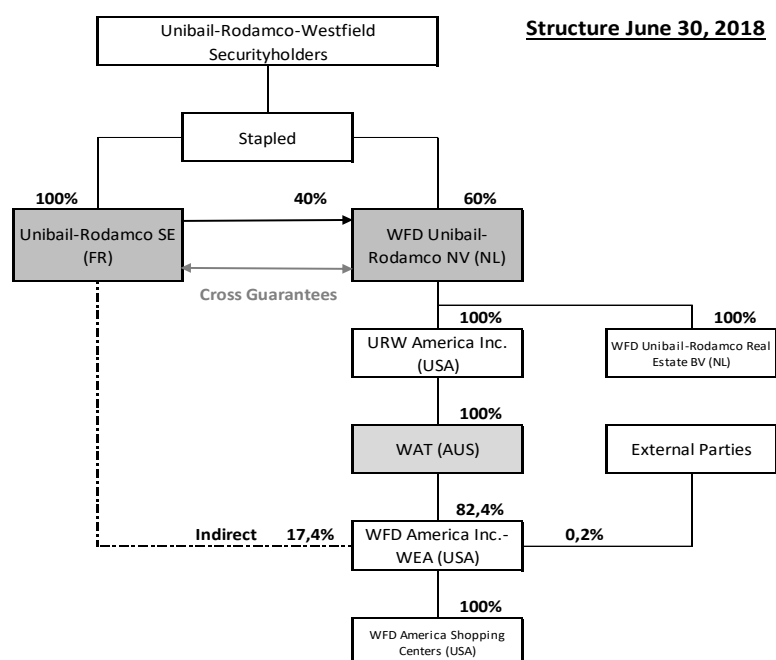 Unibail-Rodamco-Westfield
Securityholders
Structure June 30, 2018
Stapled
100%
40%
60%
Unibail-Rodamco SE
(FR)
WFD Unibail-
Rodamco NV (NL)
Cross Guarantees
100%
100%
URW America Inc.
(USA)
WFD Unibail-Rodamco Real
Estate BV (NL)
100%
WAT (AUS)
External Parties
82,4%
Indirect 17,4%
WFD America Inc.-
WEA (USA)
0,2%
100%
WFD America Shopping
Centers (USA)